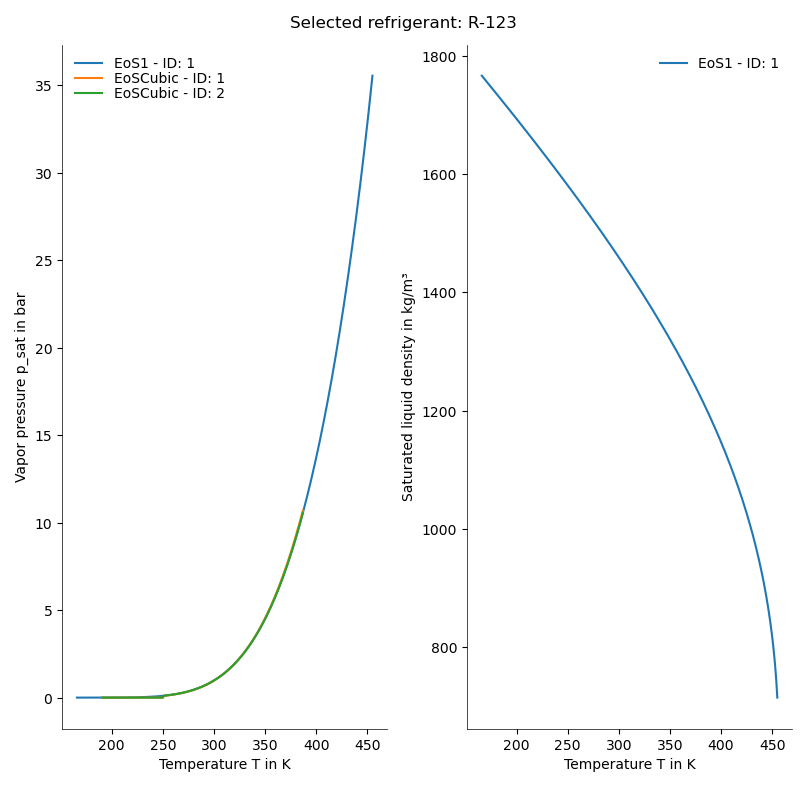 Selected refrigerant: R-123
EoS1 - ID: 1
EoSCubic - ID: 1
EoSCubic - ID: 2
Vapor pressure p_sat in bar
35
30
25
20
15
10
5
0
200 250 300 350 400 450
Temperature T in K
EoS1 - ID: 1
Saturated liquid density in kg/m³
1800
1600
1400
1200
1000
800
200 250 300 350 400 450
Temperature T in K